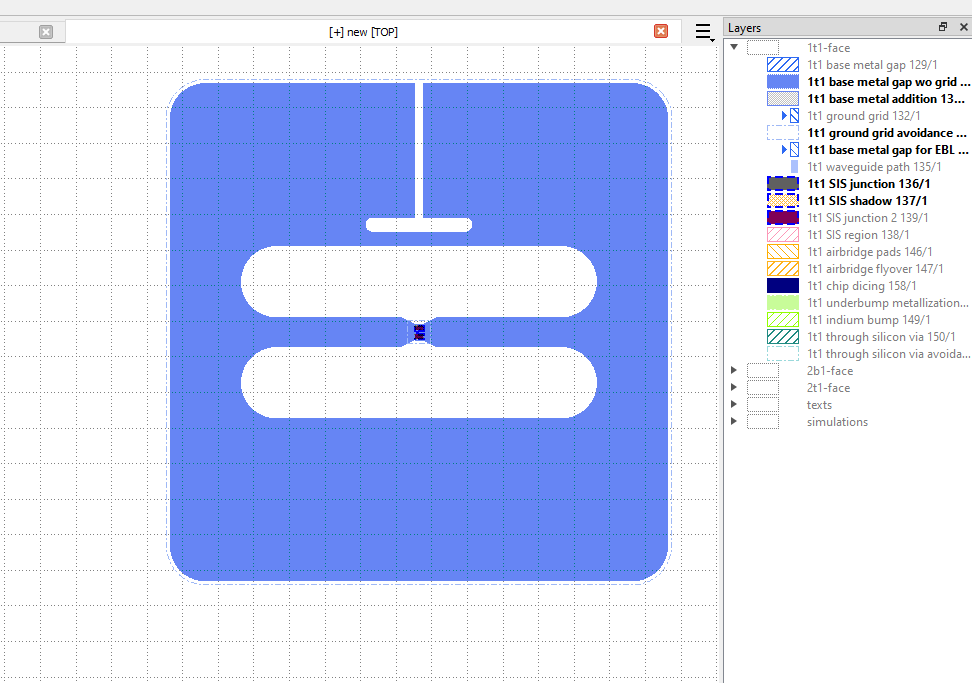 [+] new [TOP]
Layers
1t1-face
1t1 base metal gap 129/1
1t1 base metal gap wo grid ...
1t1 base metal addition 13...
1t1 ground grid 132/1
1t1 ground grid avoidance ...
1t1 base metal gap for EBL ...
1t1 waveguide path 135/1
1t1 SIS junction 136/1
1t1 SIS shadow 137/1
1t1 SIS junction 2 139/1
1t1 SIS region 138/1
1t1 airbridge pads 146/1
1t1 airbridge flyover 147/1
1t1 chip dicing 158/1
1t1 underbump metallization...
1t1 indium bump 149/1
1t1 through silicon via 150/1
1t1 through silicon via avoida...
2b1-face
2t1-face
texts
simulations